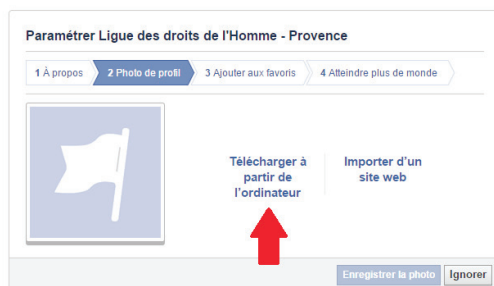 Paramétrer Ligue des droits de l'Homme - Provence
1 À propos 2 Photo de profil 3 Ajouter aux favoris 4 Atteindre plus de monde
Télécharger à
partir de
l'ordinateur
Importer d'un
site web
Enregistrer la photo Ignorer